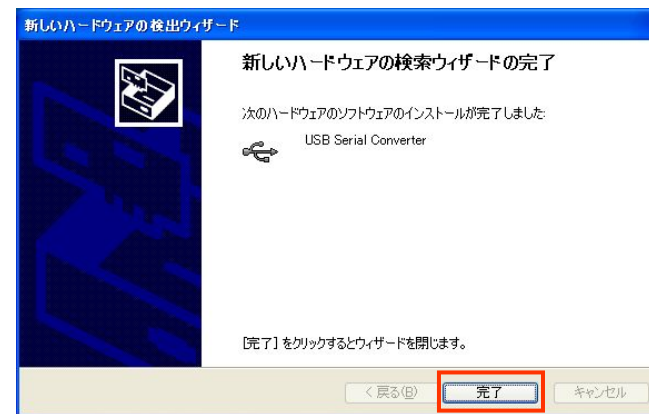 新しいハードウェアの検出ウィザード
新しいハードウェアの検索ウィザードの完了
次のハードウェアのソフトウェアのインストールが完了しました:
USB Serial Converter
[完了] をクリックするとウィザードを閉じます。
< 戻る(B) 完了 キャンセル